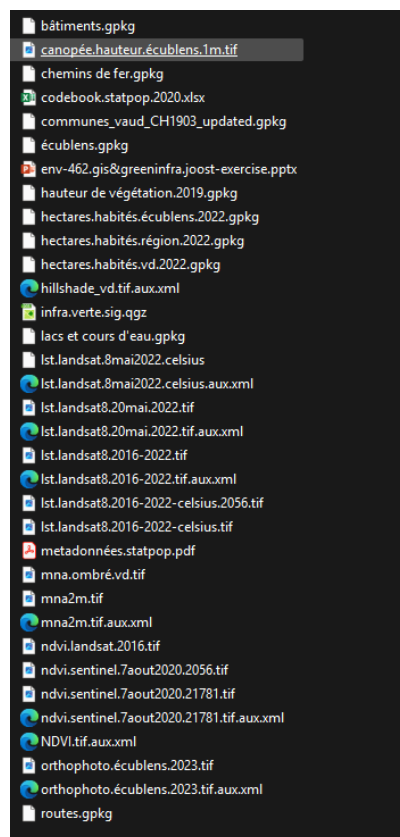 bâtiments.gpkg
canopée.hauteur.écublens.1m.tif
chemins de fer.gpkg
codebook.statpop.2020.xlsx
communes_vaud_CH1903_updated.gpkg
écublens.gpkg
env-462.gis&greeninfra.joost-exercise.pptx
hauteur de végétation.2019.gpkg
hectares.habités.écublens.2022.gpkg
hectares.habités.région.2022.gpkg
hectares.habités.vd.2022.gpkg
hillshade_vd.tif.aux.xml
infra.verte.sig.qgz
lacs et cours d'eau.gpkg
lst.landsat.8mai2022.celsius
lst.landsat.8mai2022.celsius.aux.xml
lst.landsat8.20mai.2022.tif
lst.landsat8.20mai.2022.tif.aux.xml
lst.landsat8.2016-2022.tif
lst.landsat8.2016-2022.tif.aux.xml
lst.landsat8.2016-2022-celsius.2056.tif
lst.landsat8.2016-2022-celsius.tif
metadonnées.statpop.pdf
mna.ombré.vd.tif
mna2m.tif
mna2m.tif.aux.xml
ndvi.landsat.2016.tif
ndvi.sentinel.7aout2020.2056.tif
ndvi.sentinel.7aout2020.21781.tif
ndvi.sentinel.7aout2020.21781.tif.aux.xml
NDVI.tif.aux.xml
orthophoto.écublens.2023.tif
orthophoto.écublens.2023.tif.aux.xml
routes.gpkg